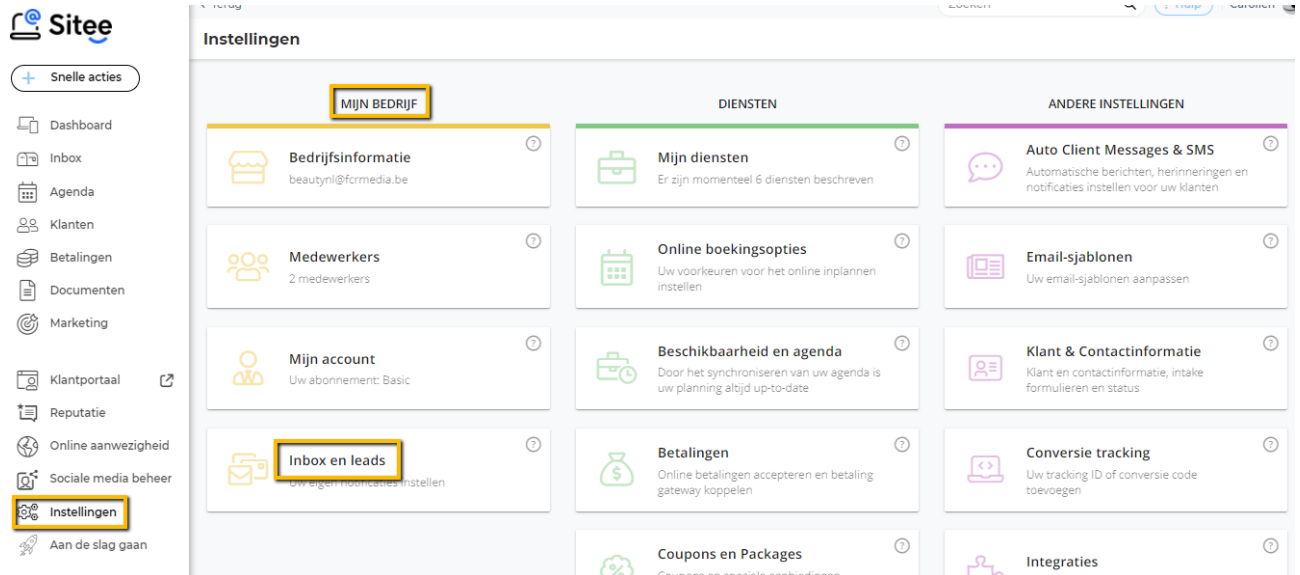 Terug
Zoeken
? Hulp
Carolien
Sitee
Instellingen
Snelle acties
Dashboard
Inbox
Agenda
Klanten
Betalingen
Documenten
Marketing
Klantportaal
Reputatie
Online aanwezigheid
Sociale media beheer
Instellingen
Aan de slag gaan
MIJN BEDRIJF
Bedrijfsinformatie
beautynl@fcrmedia.be
Medewerkers
2 medewerkers
Mijn account
Uw abonnement: Basic
Inbox en leads
Uw eigen notificaties instellen
DIENSTEN
Mijn diensten
Er zijn momenteel 6 diensten beschreven
Online boekingsopties
Uw voorkeuren voor het online inplannen
instellen
Beschikbaarheid en agenda
Door het synchroniseren van uw agenda is
uw planning altijd up-to-date
Betalingen
Online betalingen accepteren en betaling
gateway koppelen
Coupons en Packages
Coupons en speciale aanbiedingen
ANDERE INSTELLINGEN
Auto Client Messages & SMS
Automatische berichten, herinneringen en
notificaties instellen voor uw klanten
Email-sjablonen
Uw email-sjablonen aanpassen
Klant & Contactinformatie
Klant en contactinformatie, intake
formulieren en status
Conversie tracking
Uw tracking ID of conversie code
toevoegen
Integraties